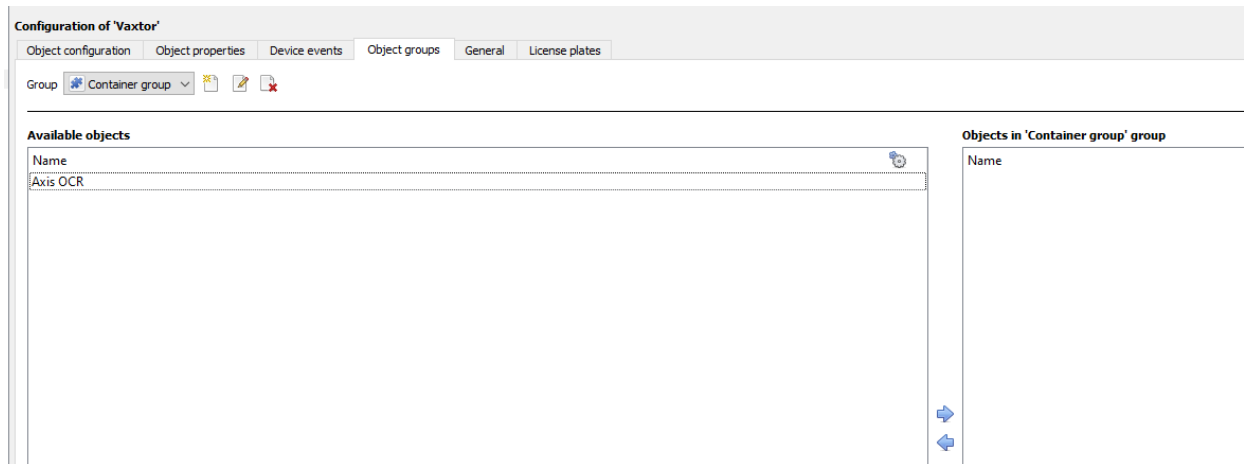 Configuration of 'Vaxtor'
Object configuration Object properties Device events Object groups General License plates
Group Container group
Available objects
Name
Axis OCR
Objects in 'Container group' group
Name